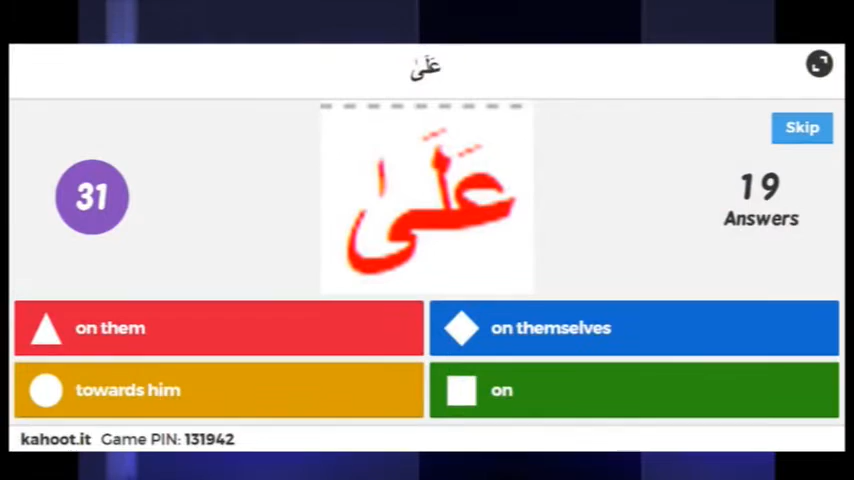 عَلَىٰ
Skip
31
عَلَىٰ
19
Answers
on them
on themselves
towards him
on
kahoot.it Game PIN: 131942